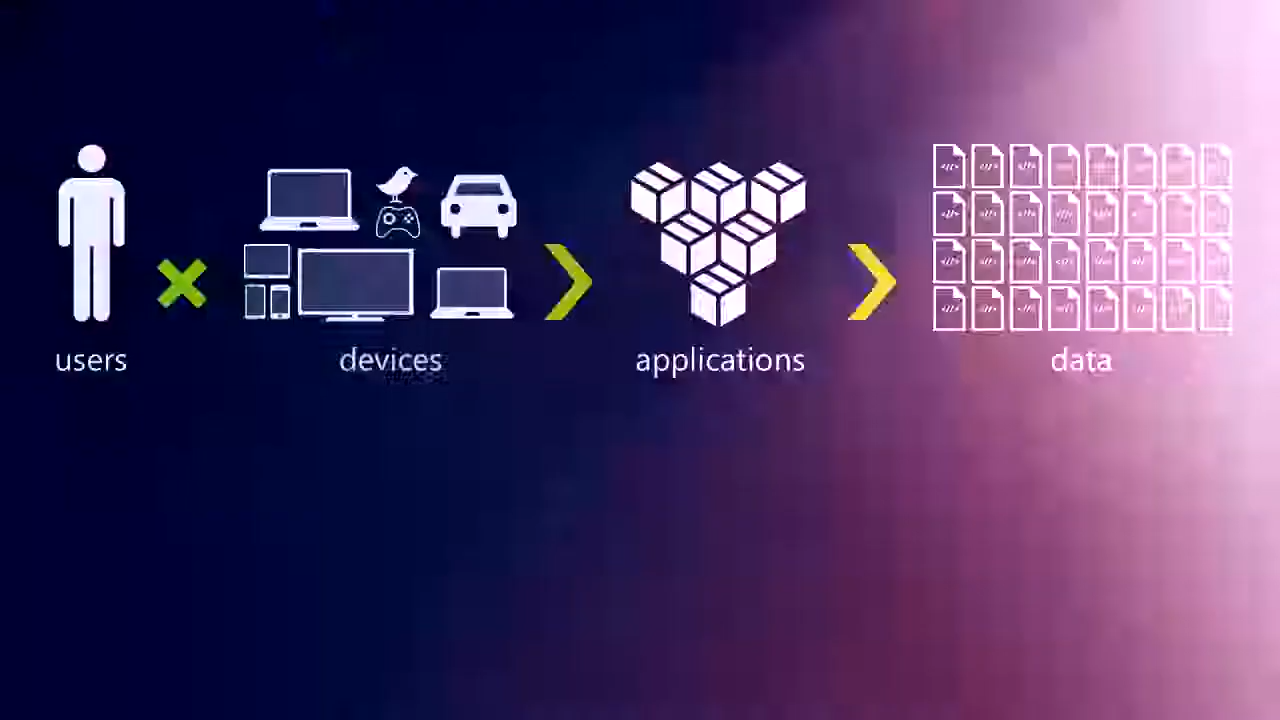 users
devices
applications
data